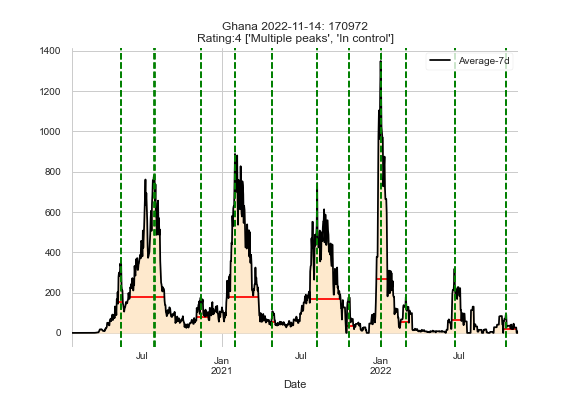 Ghana 2022-11-14: 170972
Rating:4 ['Multiple peaks', 'In control']
1400
1200
1000
800
600
400
200
0
Average-7d
Jul
Jan
2021
Jul
Jan
2022
Jul
Date